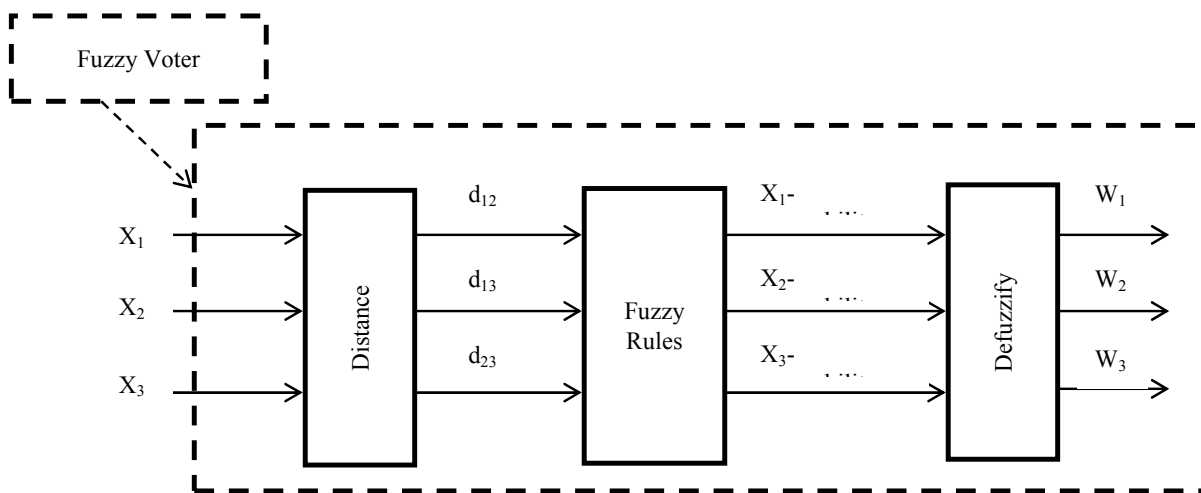 Fuzzy Voter
X₁
X₂
X₃
Distance
d₁₂
d₁₃
d₂₃
Fuzzy
Rules
X₁-
X₂-
X₃-
Defuzzify
W₁
W₂
W₃